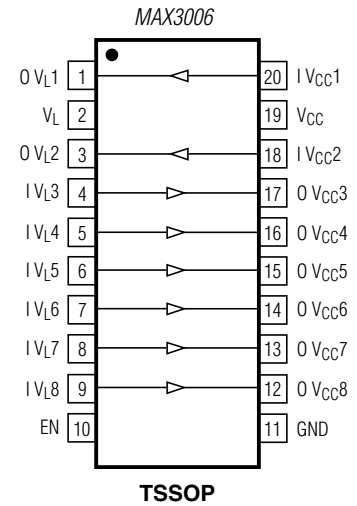 MAX3006
O VL1 1 20 I VCC1
VL 2 19 VCC
O VL2 3 18 I VCC2
I VL3 4 17 O VCC3
I VL4 5 16 O VCC4
I VL5 6 15 O VCC5
I VL6 7 14 O VCC6
I VL7 8 13 O VCC7
I VL8 9 12 O VCC8
EN 10 11 GND
TSSOP